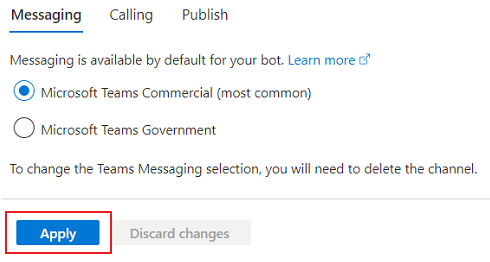 Messaging Calling Publish
Messaging is available by default for your bot. Learn more
Microsoft Teams Commercial (most common)
Microsoft Teams Government
To change the Teams Messaging selection, you will need to delete the channel.
Apply Discard changes